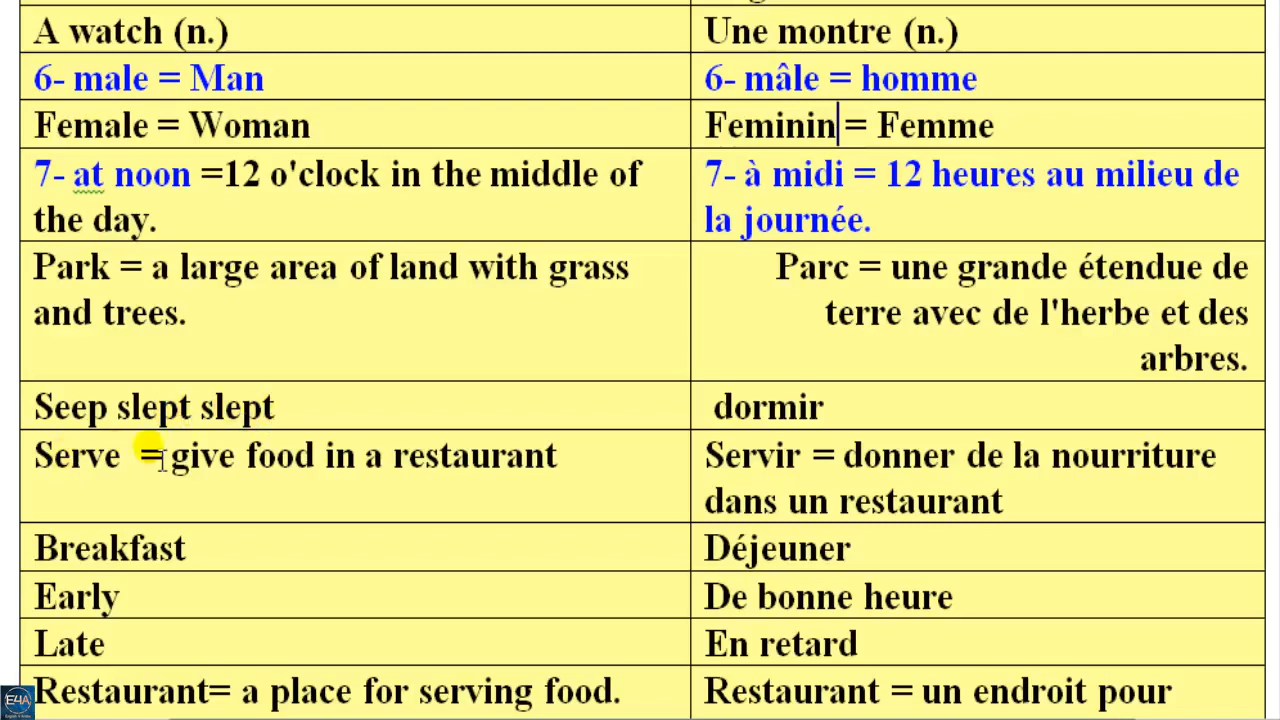 A watch (n.)
Une montre (n.)
6- male = Man
6- mâle = homme
Female = Woman
Feminin = Femme
7- at noon =12 o'clock in the middle of
the day.
7- à midi = 12 heures au milieu de
la journée.
Park = a large area of land with grass
and trees.
Parc = une grande étendue de
terre avec de l'herbe et des
arbres.
Seep slept slept
dormir
Serve = give food in a restaurant
Servir = donner de la nourriture
dans un restaurant
Breakfast
Déjeuner
Early
De bonne heure
Late
En retard
Restaurant= a place for serving food.
Restaurant = un endroit pour
E4A